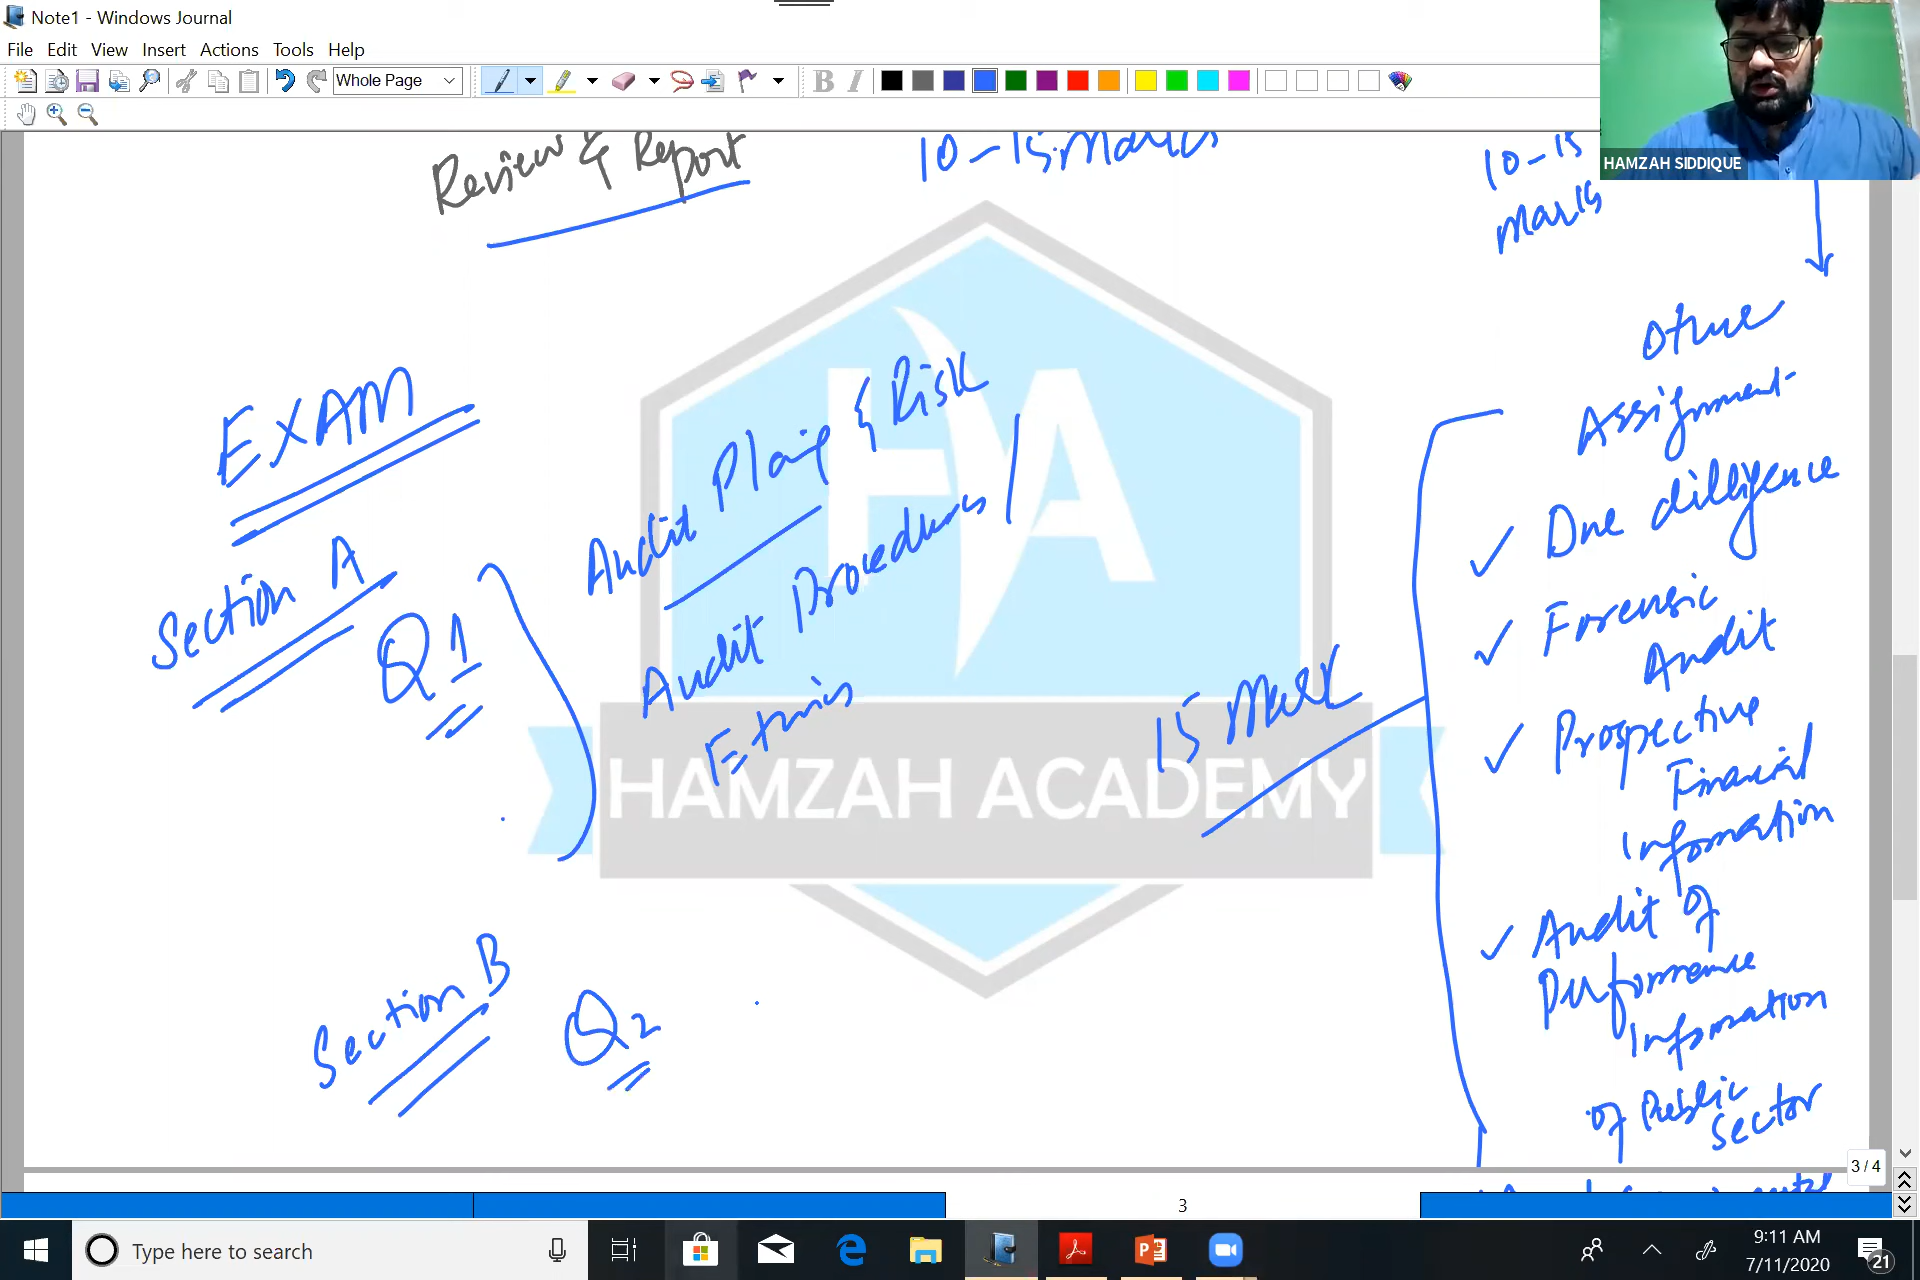 Note1 - Windows Journal
File Edit View Insert Actions Tools Help
Whole Page
B I
HAMZAH SIDDIQUE
Review & Report
10-15 Marks
10-15
marks
Other
Assignment
Due dilligence
Forensic
Audit
Prospective
Financial
Information
Audit of
Performance
Information
of Public
Sector
15 Mark
EXAM
Section A
Q1
Audit & Risk
Audit Procedures
Ethics
Section B
Q2
HA
HAMZAH ACADEMY
3 / 4
3
Type here to search
9:11 AM
7/11/2020
21